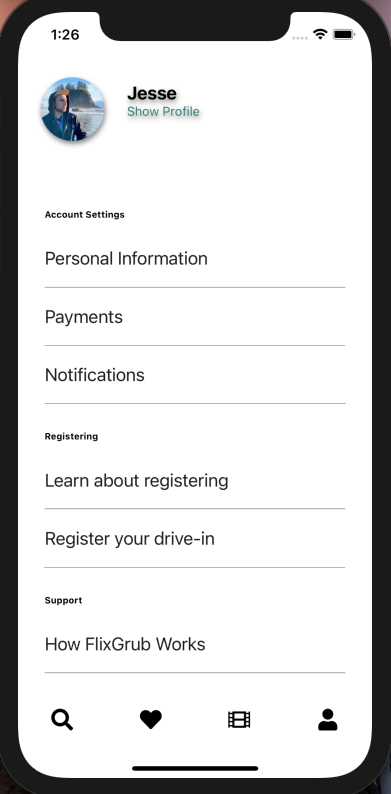 1:26
Jesse
Show Profile
Account Settings
Personal Information
Payments
Notifications
Registering
Learn about registering
Register your drive-in
Support
How FlixGrub Works